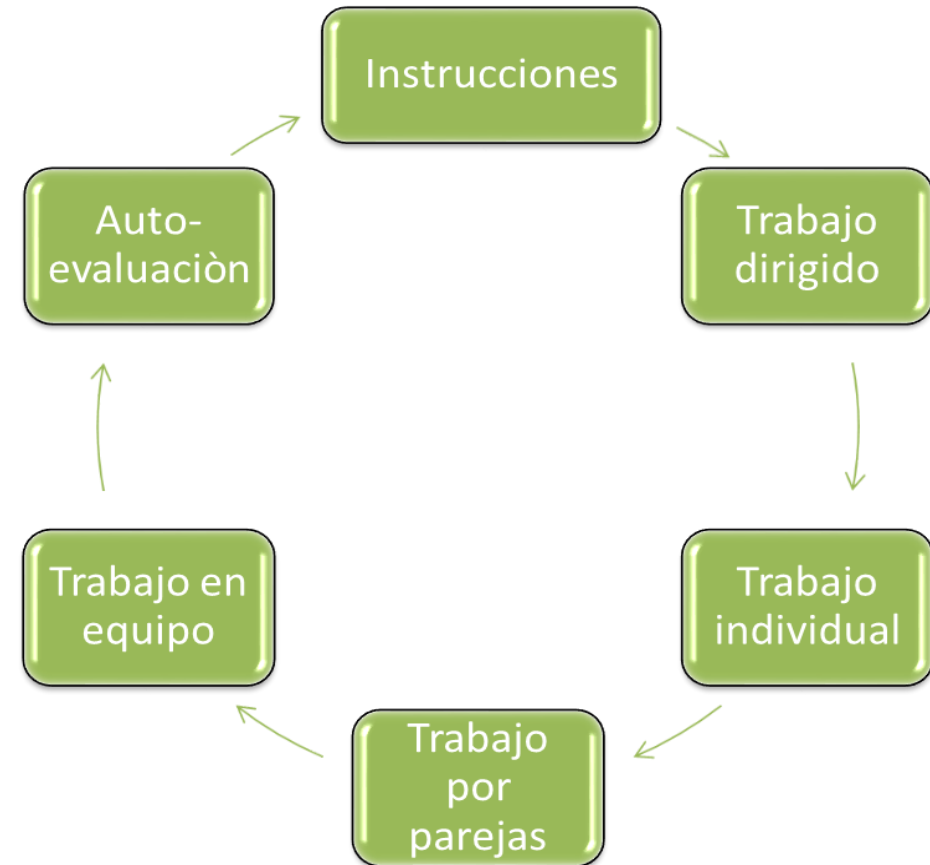 Instrucciones
Trabajo
dirigido
Trabajo
individual
Trabajo
por
parejas
Trabajo en
equipo
Auto-
evaluaciòn